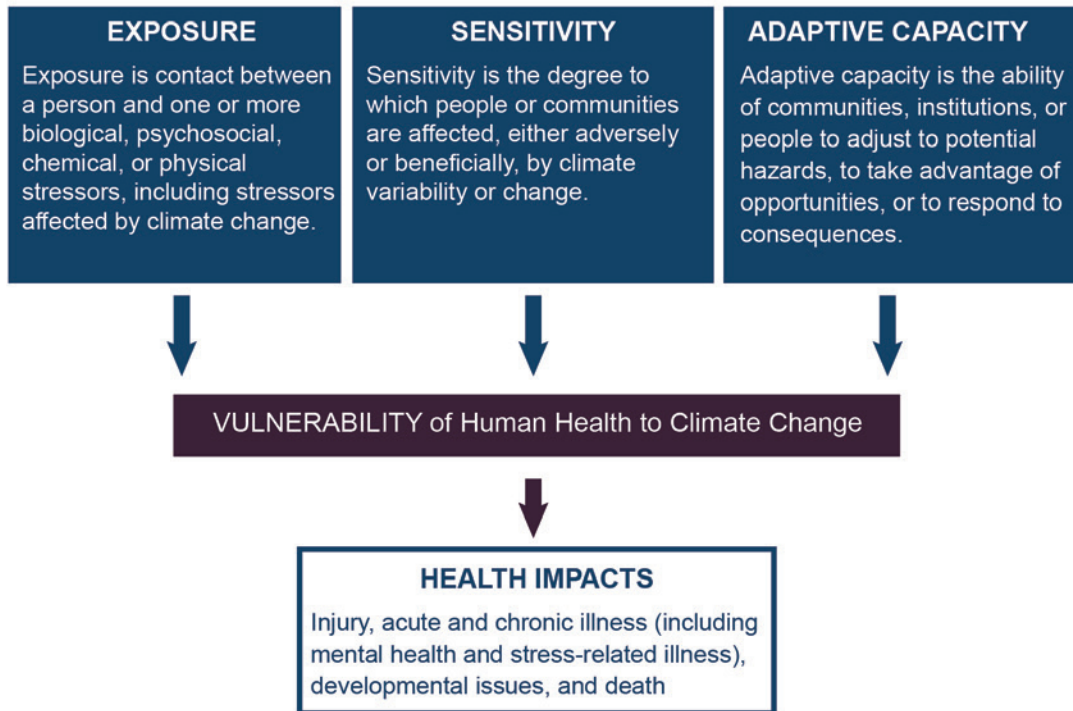 EXPOSURE
Exposure is contact between
a person and one or more
biological, psychosocial,
chemical, or physical
stressors, including stressors
affected by climate change.
SENSITIVITY
Sensitivity is the degree to
which people or communities
are affected, either adversely
or beneficially, by climate
variability or change.
ADAPTIVE CAPACITY
Adaptive capacity is the ability
of communities, institutions, or
people to adjust to potential
hazards, to take advantage of
opportunities, or to respond to
consequences.
VULNERABILITY of Human Health to Climate Change
HEALTH IMPACTS
Injury, acute and chronic illness (including
mental health and stress-related illness),
developmental issues, and death